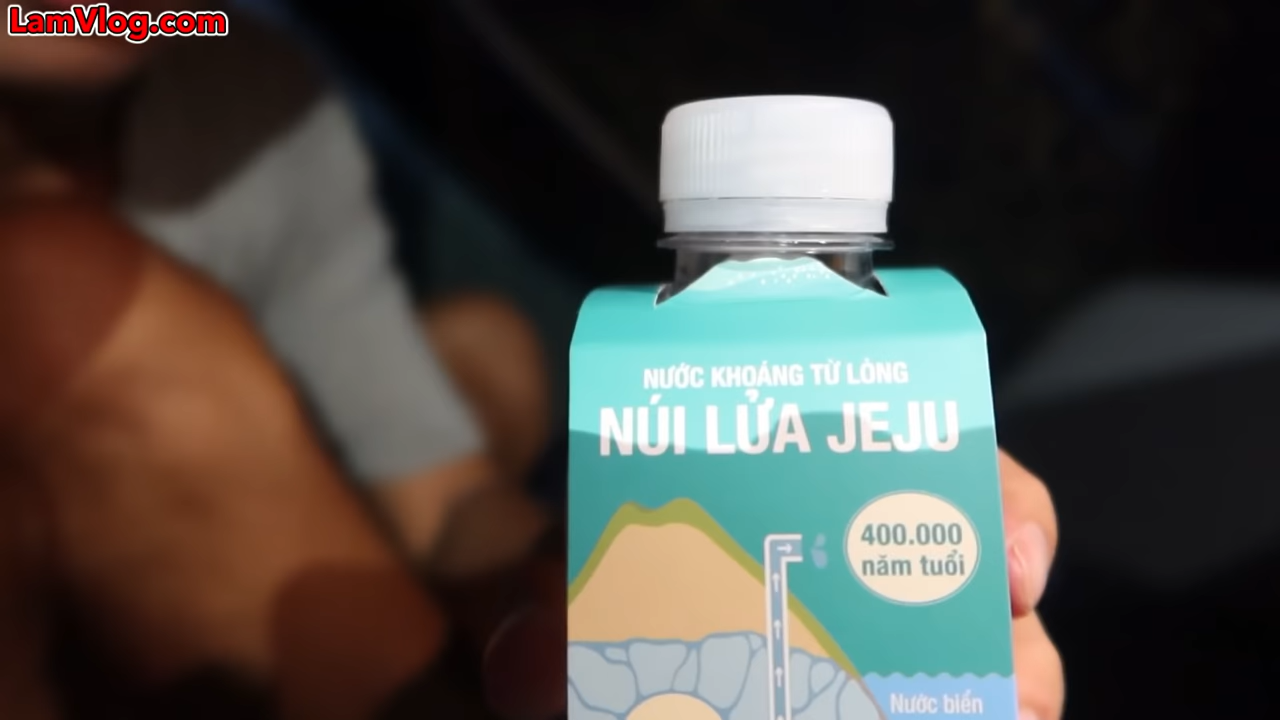 LamVlog.com
NƯỚC KHOÁNG TỪ LÒNG
NÚI LỬA JEJU
400.000
năm tuổi
Nước biển